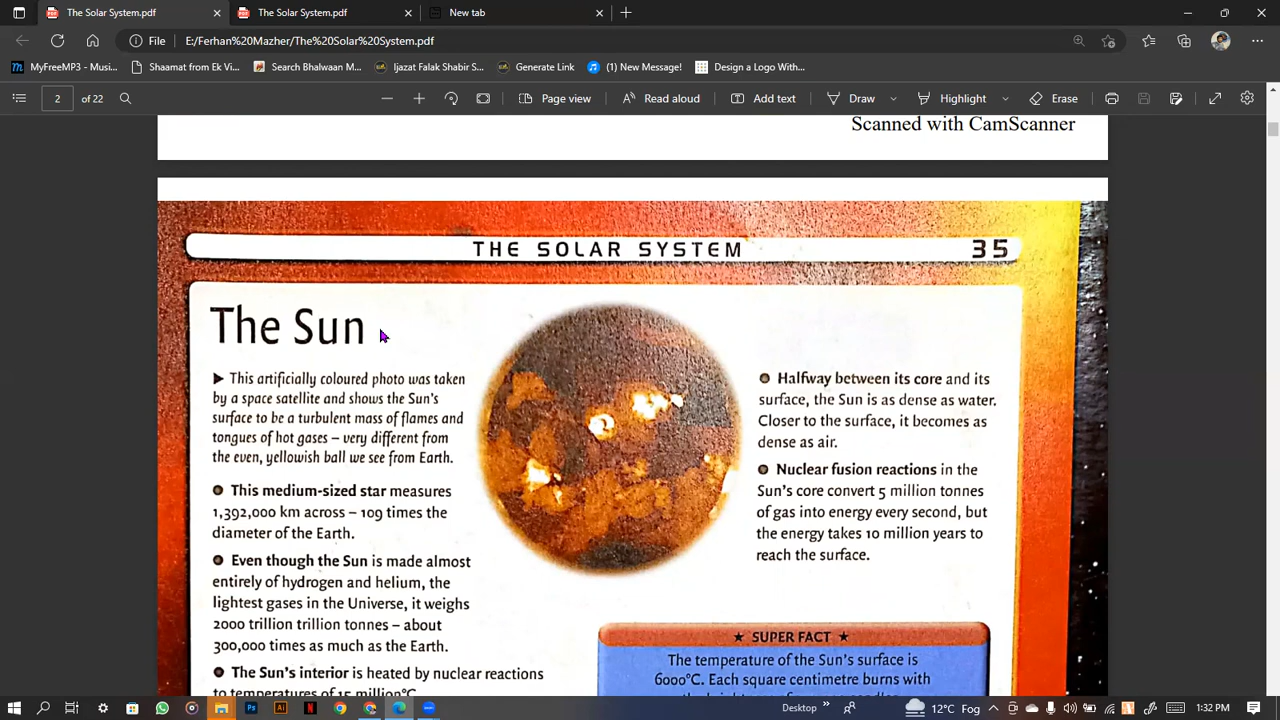 The Solar System.pdf
The Solar System.pdf
New tab
File
E:/Ferhan%20Mazher/The%20Solar%20System.pdf
MyFreeMP3 - Musi...
Shaamat from Ek Vi...
Search Bhalwaan M...
Ijazat Falak Shabir S...
Generate Link
(1) New Message!
Design a Logo With...
2 of 22
Page view
Read aloud
Add text
Draw
Highlight
Erase
Scanned with CamScanner
THE SOLAR SYSTEM
35
The Sun
► This artificially coloured photo was taken
by a space satellite and shows the Sun's
surface to be a turbulent mass of flames and
tongues of hot gases – very different from
the even, yellowish ball we see from Earth.
This medium-sized star measures
1,392,000 km across – 109 times the
diameter of the Earth.
Even though the Sun is made almost
entirely of hydrogen and helium, the
lightest gases in the Universe, it weighs
2000 trillion trillion tonnes – about
300,000 times as much as the Earth.
The Sun's interior is heated by nuclear reactions
to temperatures of 15 million°C.
Halfway between its core and its
surface, the Sun is as dense as water.
Closer to the surface, it becomes as
dense as air.
Nuclear fusion reactions in the
Sun's core convert 5 million tonnes
of gas into energy every second, but
the energy takes 10 million years to
reach the surface.
★ SUPER FACT ★
The temperature of the Sun's surface is
6000°C. Each square centimetre burns with
Desktop
12°C Fog
1:32 PM